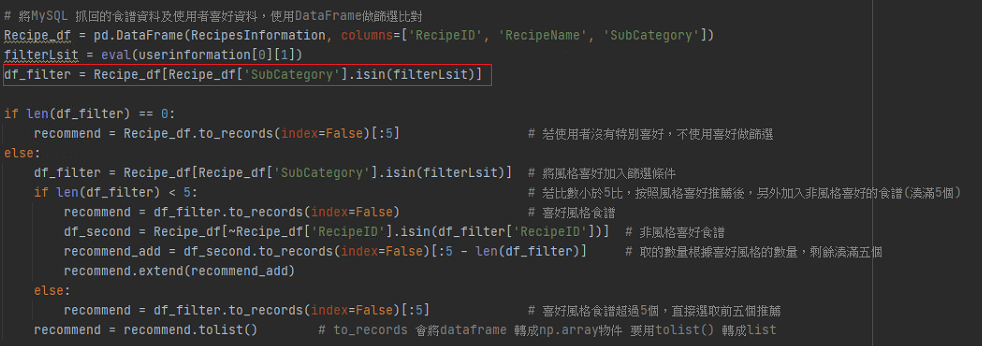 # 將MySQL 抓回的食譜資料及使用者喜好資料，使用DataFrame做篩選比對
Recipe_df = pd.DataFrame(RecipesInformation, columns=['RecipeID', 'RecipeName', 'SubCategory'])
filterLsit = eval(userinformation[0][1])
df_filter = Recipe_df[Recipe_df['SubCategory'].isin(filterLsit)]
if len(df_filter) == 0:
    recommend = Recipe_df.to_records(index=False)[:5] # 若使用者沒有特別喜好，不使用喜好做篩選
else:
    df_filter = Recipe_df[Recipe_df['SubCategory'].isin(filterLsit)] # 將風格喜好加入篩選條件
    if len(df_filter) < 5: # 若比數小於5比，按照風格喜好推薦後，另外加入非風格喜好的食譜(湊滿5個)
        recommend = df_filter.to_records(index=False) # 喜好風格食譜
        df_second = Recipe_df[~Recipe_df['RecipeID'].isin(df_filter['RecipeID'])] # 非風格喜好食譜
        recommend_add = df_second.to_records(index=False)[:5 - len(df_filter)] # 取的數量根據喜好風格的數量，剩餘湊滿五個
        recommend.extend(recommend_add)
    else:
        recommend = df_filter.to_records(index=False)[:5] # 喜好風格食譜超過5個，直接選取前五個推薦
    recommend = recommend.tolist() # to_records 會將dataframe 轉成np.array物件 要用tolist() 轉成list